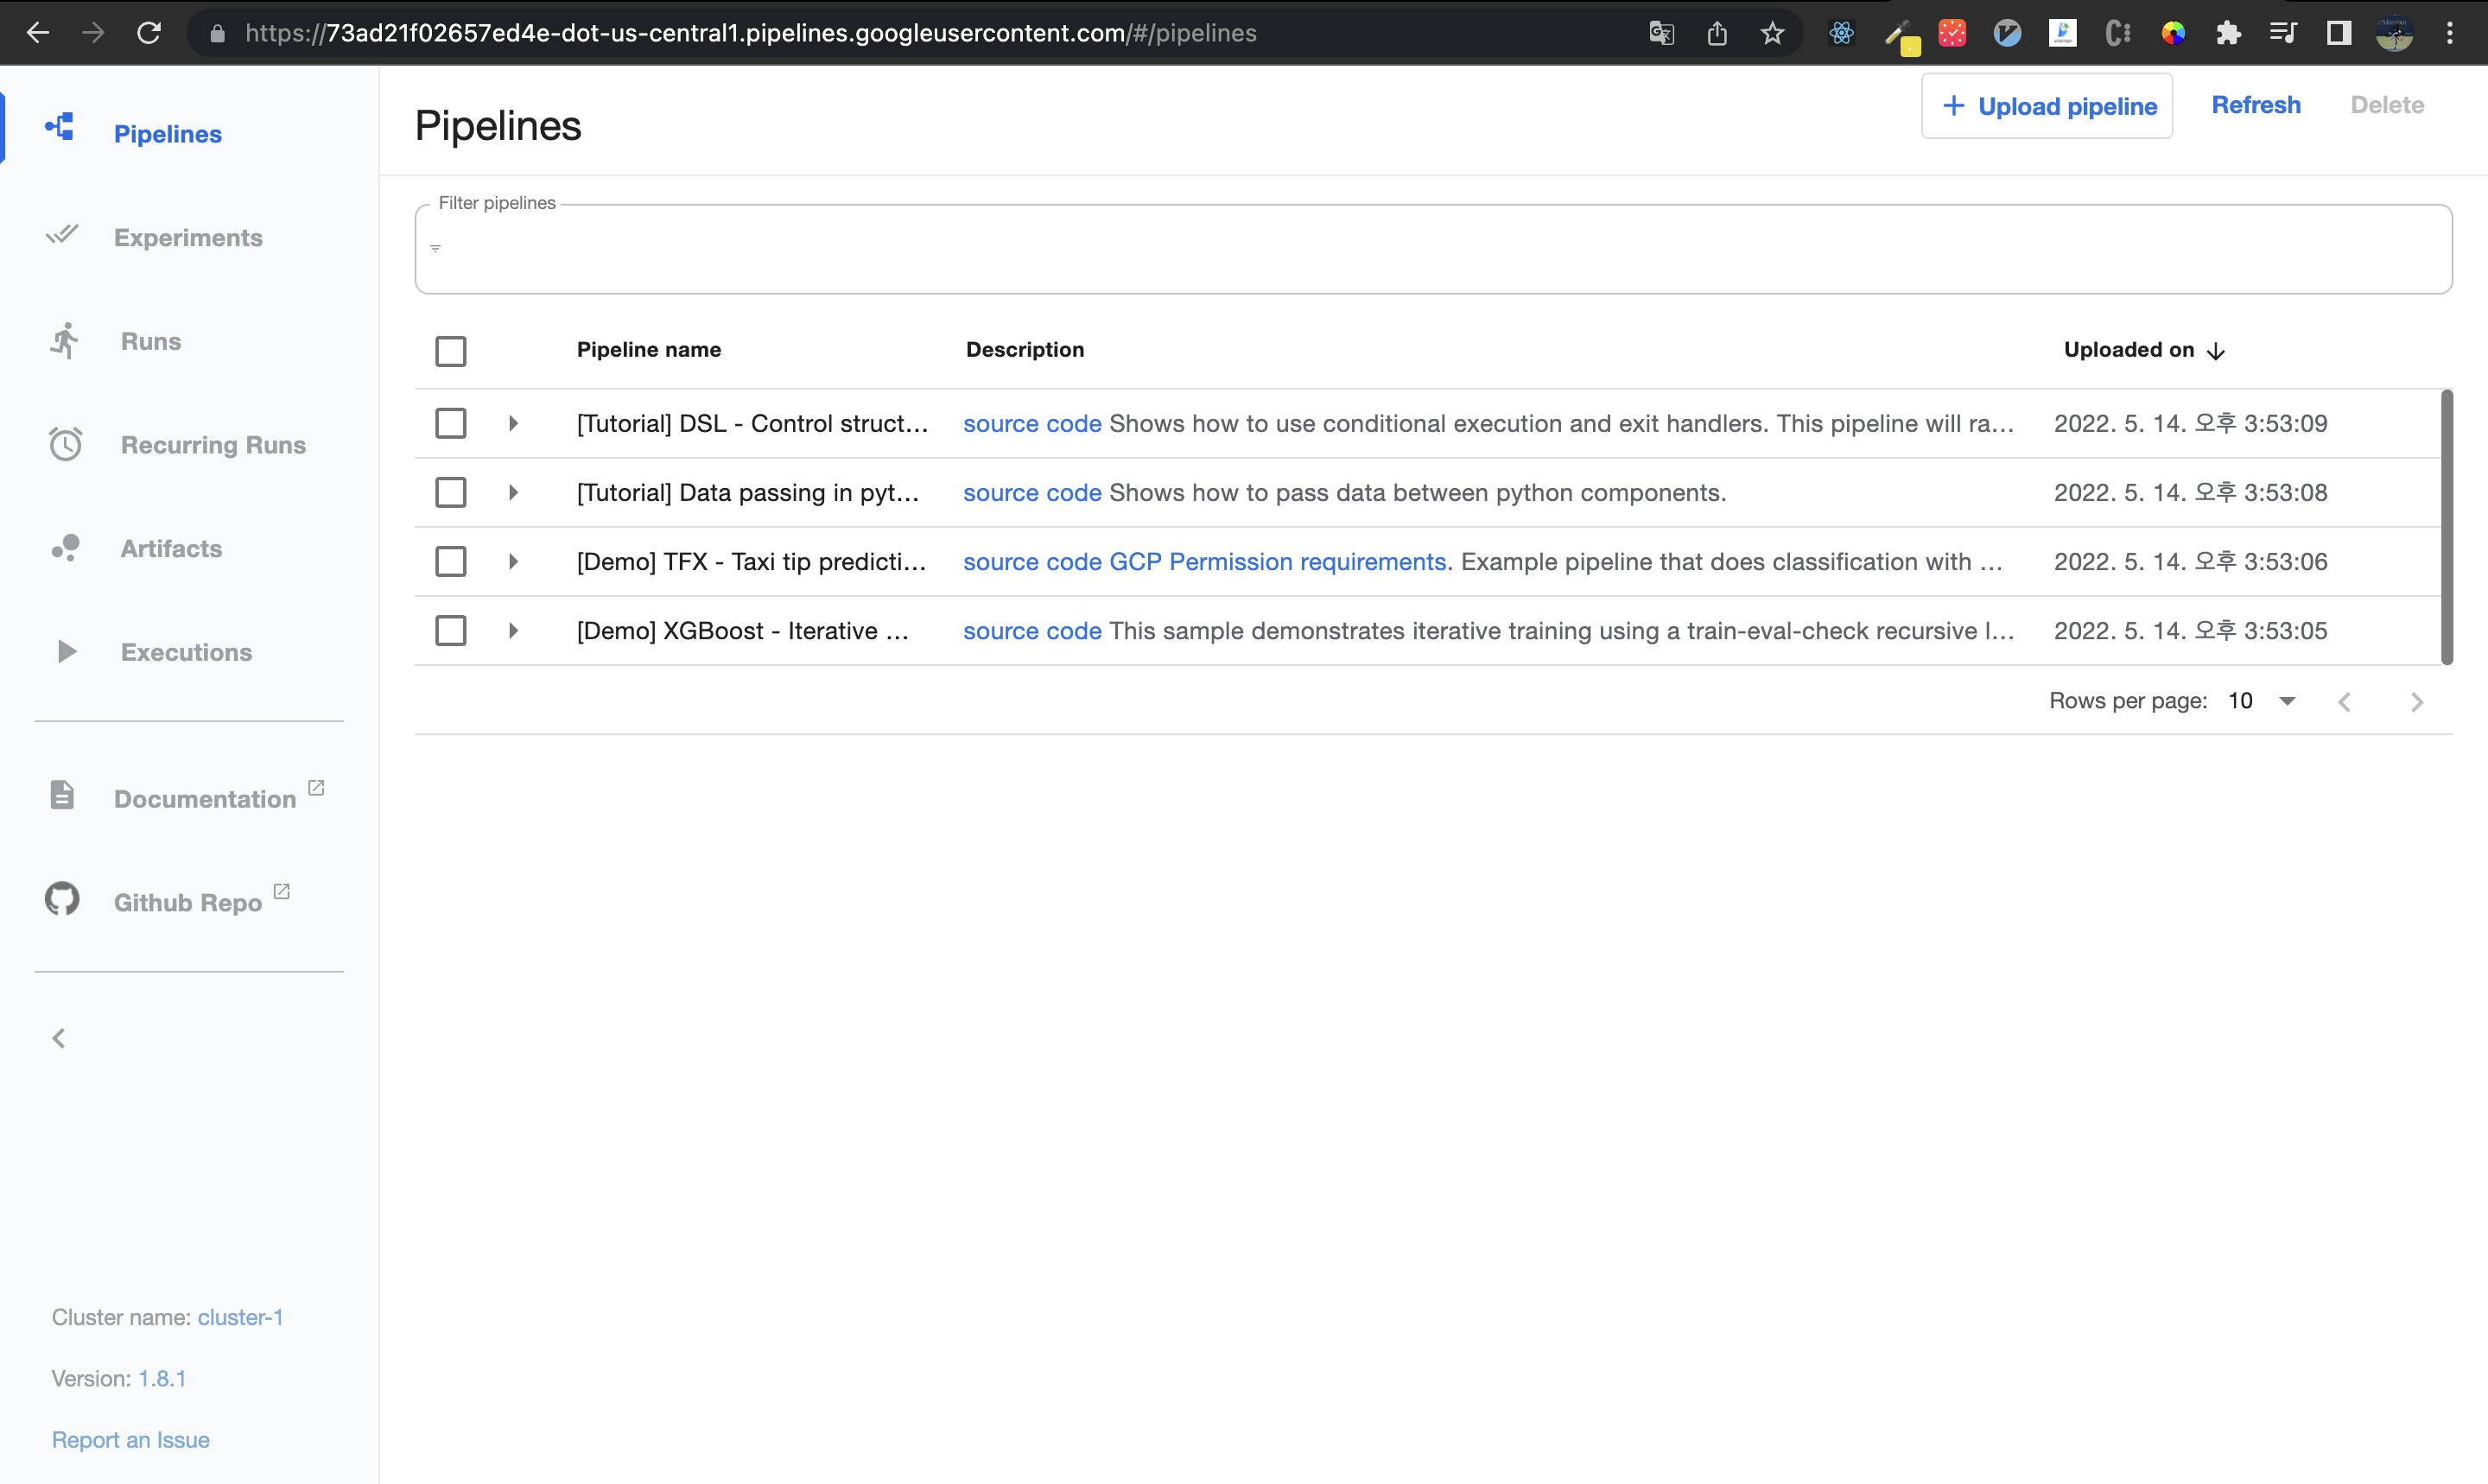 https://73ad21f02657ed4e-dot-us-central1.pipelines.googleusercontent.com/#/pipelines
Pipelines
Experiments
Runs
Recurring Runs
Artifacts
Executions
Documentation
Github Repo
Cluster name: cluster-1
Version: 1.8.1
Report an Issue
Pipelines
+ Upload pipeline Refresh Delete
Filter pipelines
Pipeline name Description Uploaded on
[Tutorial] DSL - Control struct... source code Shows how to use conditional execution and exit handlers. This pipeline will ra... 2022. 5. 14. 오후 3:53:09
[Tutorial] Data passing in pyt... source code Shows how to pass data between python components. 2022. 5. 14. 오후 3:53:08
[Demo] TFX - Taxi tip predicti... source code GCP Permission requirements. Example pipeline that does classification with ... 2022. 5. 14. 오후 3:53:06
[Demo] XGBoost - Iterative ... source code This sample demonstrates iterative training using a train-eval-check recursive l... 2022. 5. 14. 오후 3:53:05
Rows per page: 10